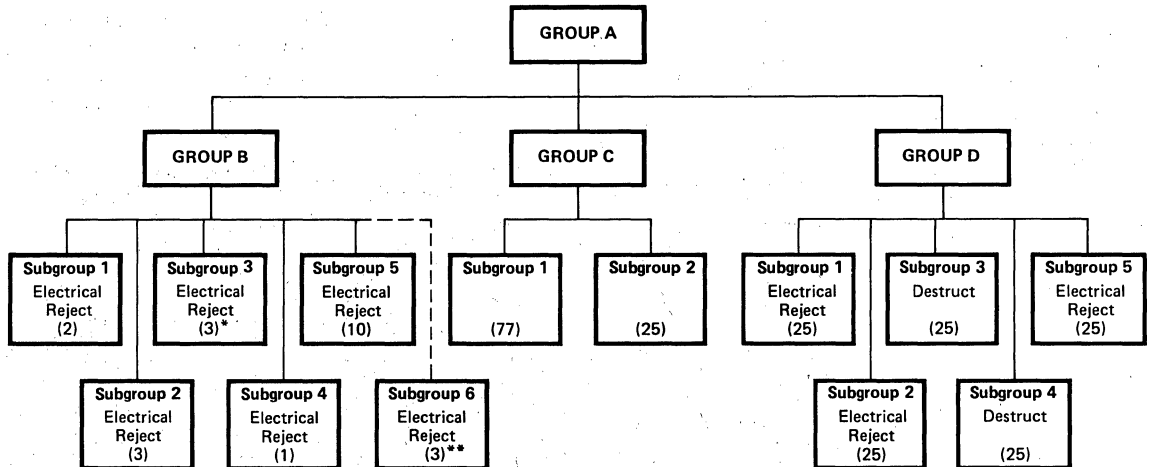 GROUP A
GROUP B
GROUP C
GROUP D
Subgroup 1
Electrical
Reject
(2)
Subgroup 3
Electrical
Reject
(3)*
Subgroup 5
Electrical
Reject
(10)
Subgroup 1
(77)
Subgroup 2
(25)
Subgroup 1
Electrical
Reject
(25)
Subgroup 3
Destruct
(25)
Subgroup 5
Electrical
Reject
(25)
Subgroup 2
Electrical
Reject
(3)
Subgroup 4
Electrical
Reject
(1)
Subgroup 6
Electrical
Reject
(3)**
Subgroup 2
Electrical
Reject
(25)
Subgroup 4
Destruct
(25)